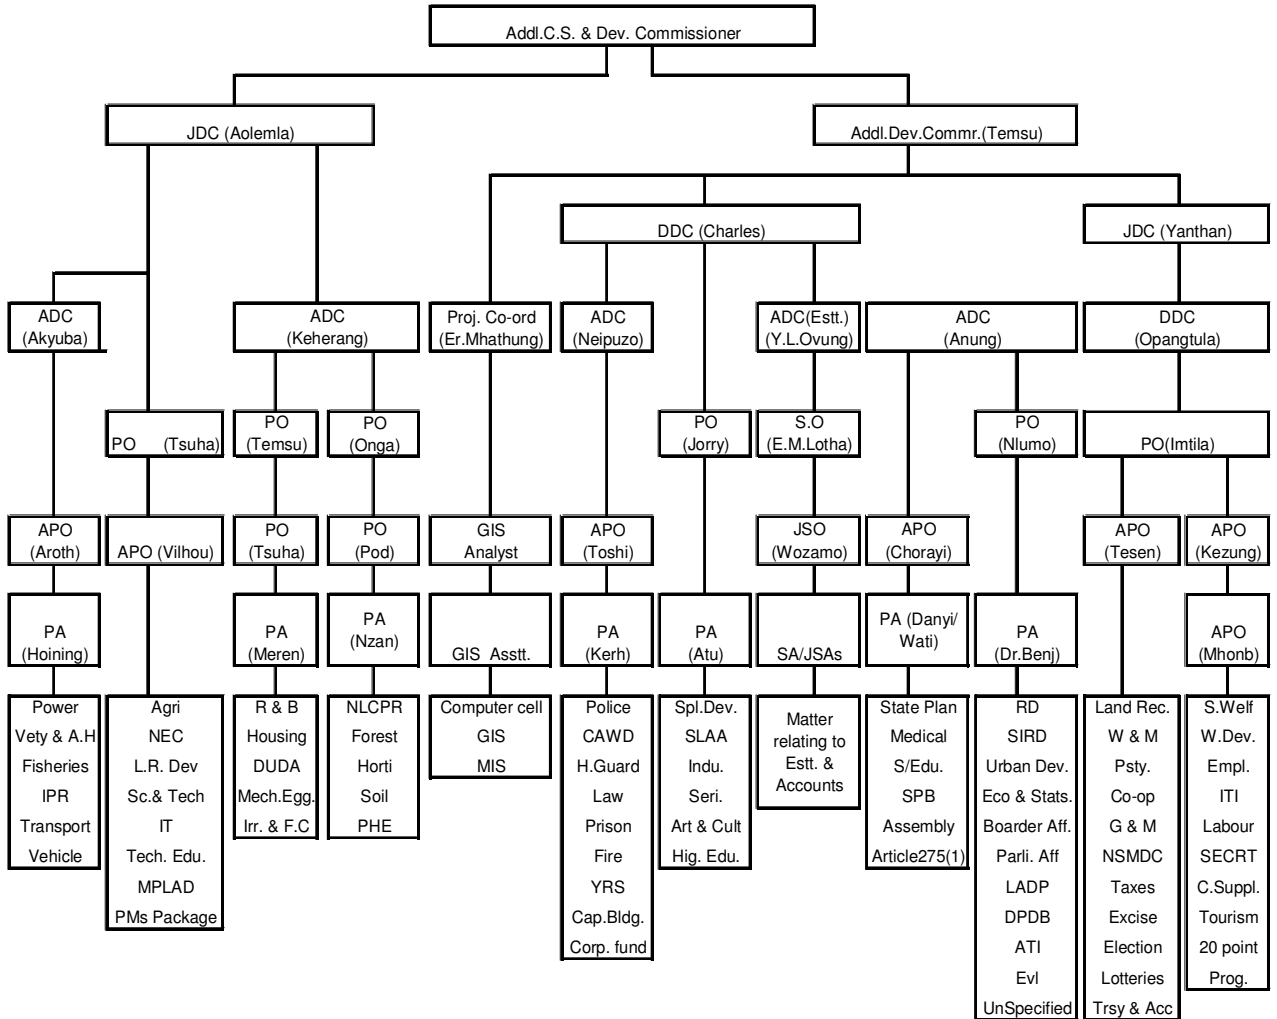 Addl.C.S. & Dev. Commissioner
JDC (Aolemla)
Addl.Dev.Commr.(Temsu)
DDC (Charles)
JDC (Yanthan)
ADC
(Akyuba)
ADC
(Keherang)
Proj. Co-ord
(Er.Mhathung)
ADC
(Neipuzo)
ADC(Estt.)
(Y.L.Ovung)
ADC
(Anung)
DDC
(Opangtula)
PO (Tsuha)
PO
(Temsu)
PO
(Onga)
PO
(Jorry)
S.O
(E.M.Lotha)
PO
(Nlumo)
PO(Imtila)
APO
(Aroth)
APO (Vilhou)
PO
(Tsuha)
PO
(Pod)
GIS
Analyst
APO
(Toshi)
JSO
(Wozamo)
APO
(Chorayi)
APO
(Tesen)
APO
(Kezung)
PA
(Hoining)
PA
(Meren)
PA
(Nzan)
GIS Asstt.
PA
(Kerh)
PA
(Atu)
SA/JSAs
PA (Danyi/
Wati)
PA
(Dr.Benj)
APO
(Mhonb)
Power
Vety & A.H
Fisheries
IPR
Transport
Vehicle
Agri
NEC
L.R. Dev
Sc.& Tech
IT
Tech. Edu.
MPLAD
PMs Package
R & B
Housing
DUDA
Mech.Egg.
Irr. & F.C
NLCPR
Forest
Horti
Soil
PHE
Computer cell
GIS
MIS
Police
CAWD
H.Guard
Law
Prison
Fire
YRS
Cap.Bldg.
Corp. fund
Spl.Dev.
SLAA
Indu.
Seri.
Art & Cult
Hig. Edu.
Matter
relating to
Estt. &
Accounts
State Plan
Medical
S/Edu.
SPB
Assembly
Article275(1)
RD
SIRD
Urban Dev.
Eco & Stats.
Boarder Aff.
Parli. Aff
LADP
DPDB
ATI
Evl
UnSpecified
Land Rec.
W & M
Psty.
Co-op
G & M
NSMDC
Taxes
Excise
Election
Lotteries
Trsy & Acc
S.Welf
W.Dev.
Empl.
ITI
Labour
SECRT
C.Suppl.
Tourism
20 point
Prog.